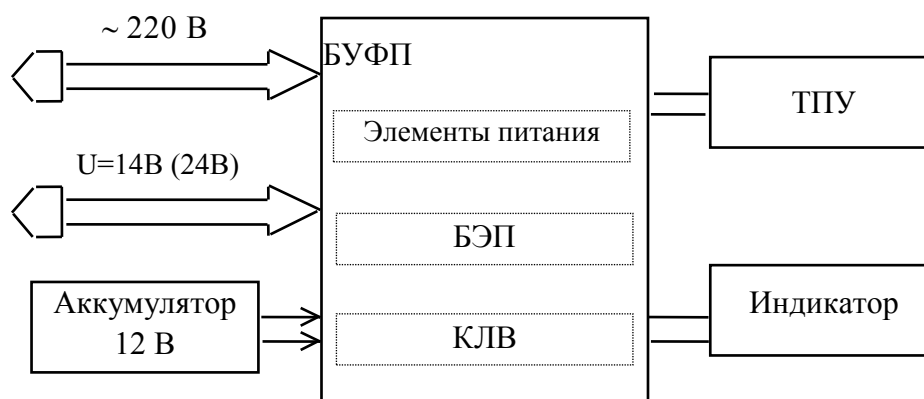 ~ 220 В
БУФП
ТПУ
Элементы питания
U=14В (24В)
БЭП
Аккумулятор
12 В
КЛВ
Индикатор